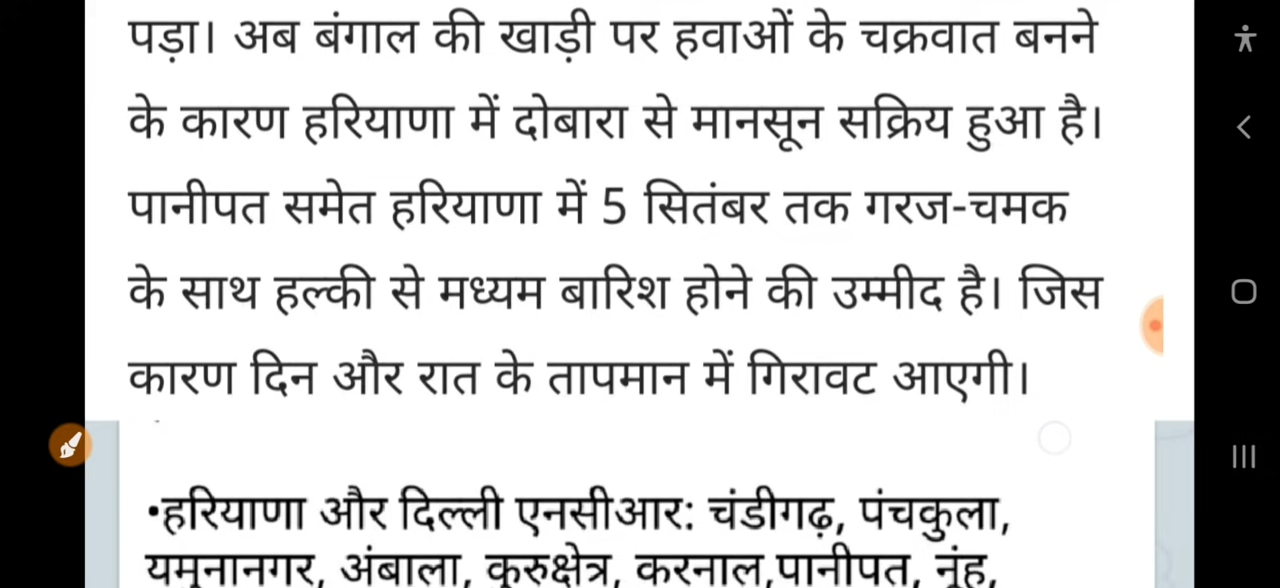 पड़ा। अब बंगाल की खाड़ी पर हवाओं के चक्रवात बनने
के कारण हरियाणा में दोबारा से मानसून सक्रिय हुआ है।
पानीपत समेत हरियाणा में 5 सितंबर तक गरज-चमक
के साथ हल्की से मध्यम बारिश होने की उम्मीद है। जिस
कारण दिन और रात के तापमान में गिरावट आएगी।
•हरियाणा और दिल्ली एनसीआर: चंडीगढ़, पंचकुला,
यमुनानगर, अंबाला, कुरुक्षेत्र, करनाल,पानीपत, नूंह,